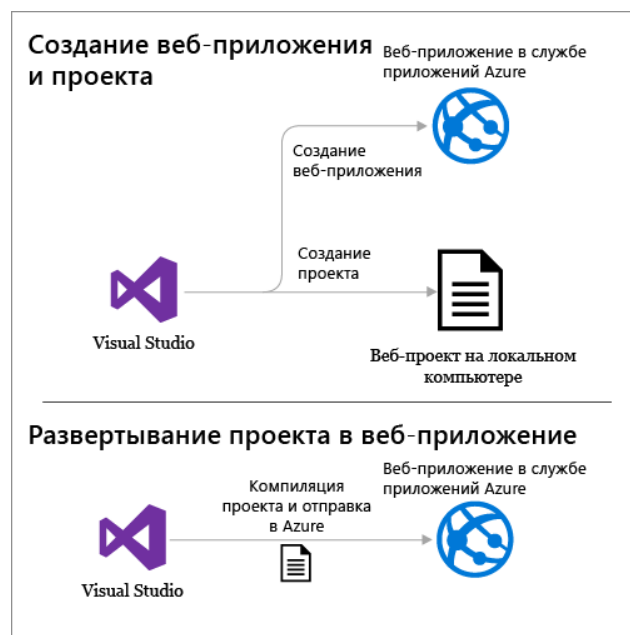 Создание веб-приложения
и проекта
Веб-приложение в службе
приложений Azure
Создание
веб-приложения
Создание
проекта
Visual Studio
Веб-проект на локальном
компьютере
Развертывание проекта в веб-приложение
Веб-приложение в службе
приложений Azure
Компиляция
проекта и отправка
в Azure
Visual Studio